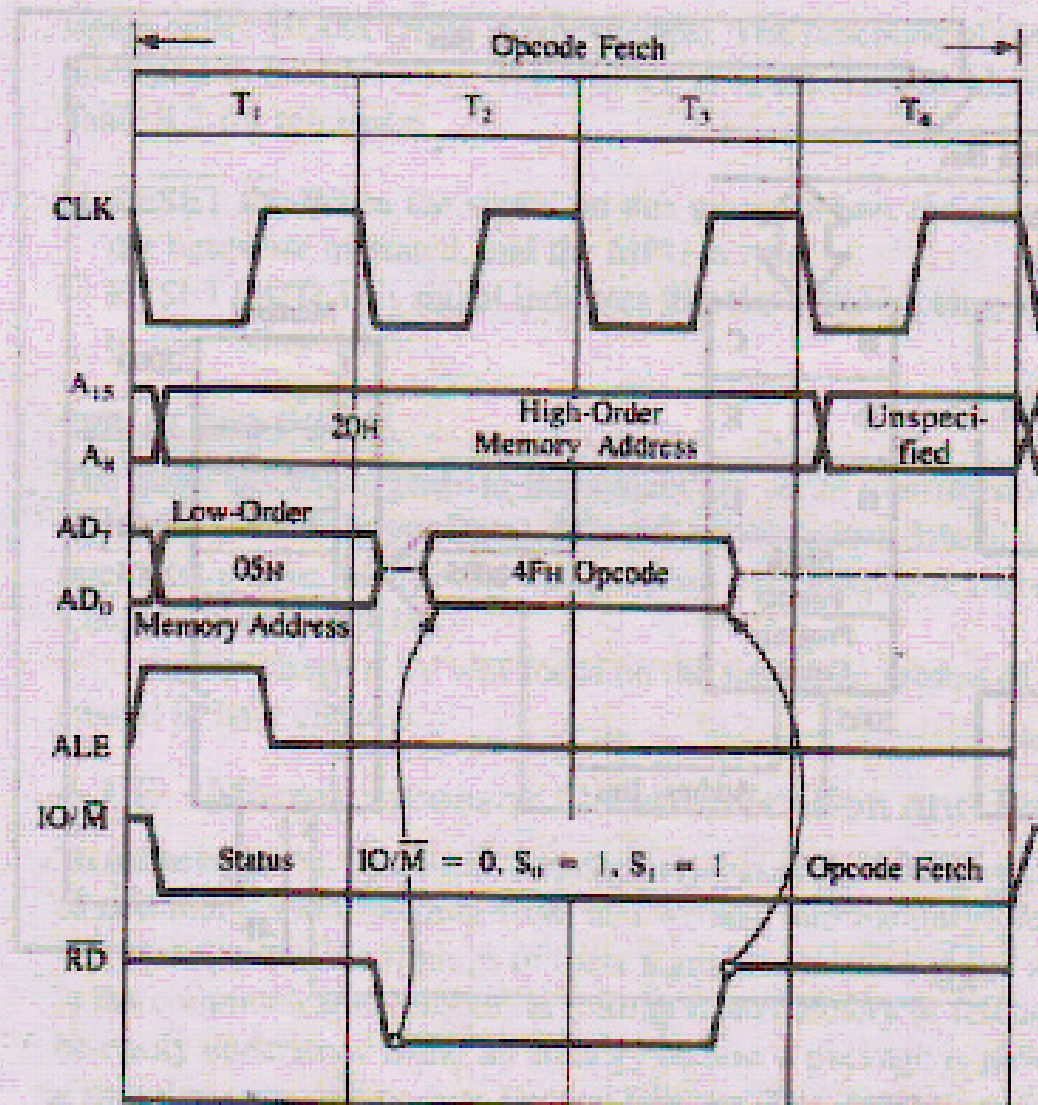 Opcode Fetch
T₁ T₂ T₃ T₄
CLK
A₁₅
20H High-Order Memory Address
Unspeci-
fied
A₈
Low-Order
AD₇
05H
4FH Opcode
AD₀
Memory Address
ALE
IO/M̅
Status IO/M̅ = 0, S₀ = 1, S₁ = 1 Opcode Fetch
R̅D̅